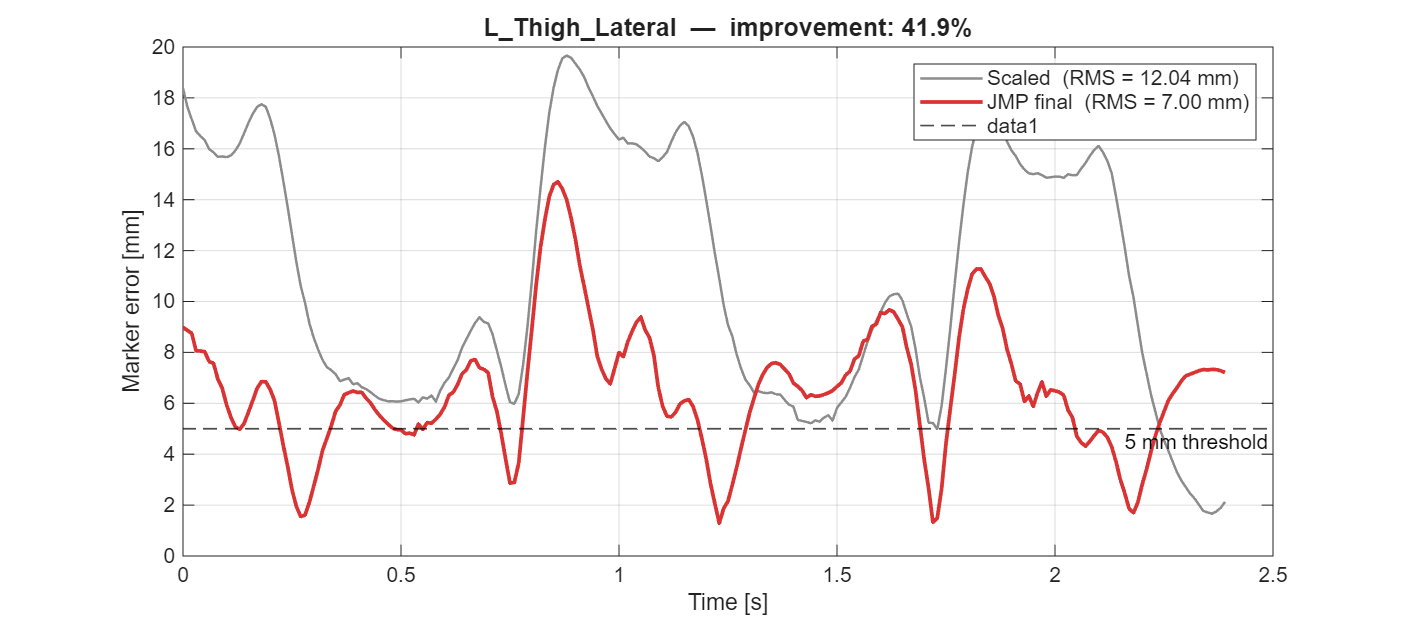 L_Thigh_Lateral — improvement: 41.9%
20
18
16
14
12
10
8
6
4
2
0
Marker error [mm]
Scaled (RMS = 12.04 mm)
JMP final (RMS = 7.00 mm)
data1
5 mm threshold
0 0.5 1 1.5 2 2.5
Time [s]